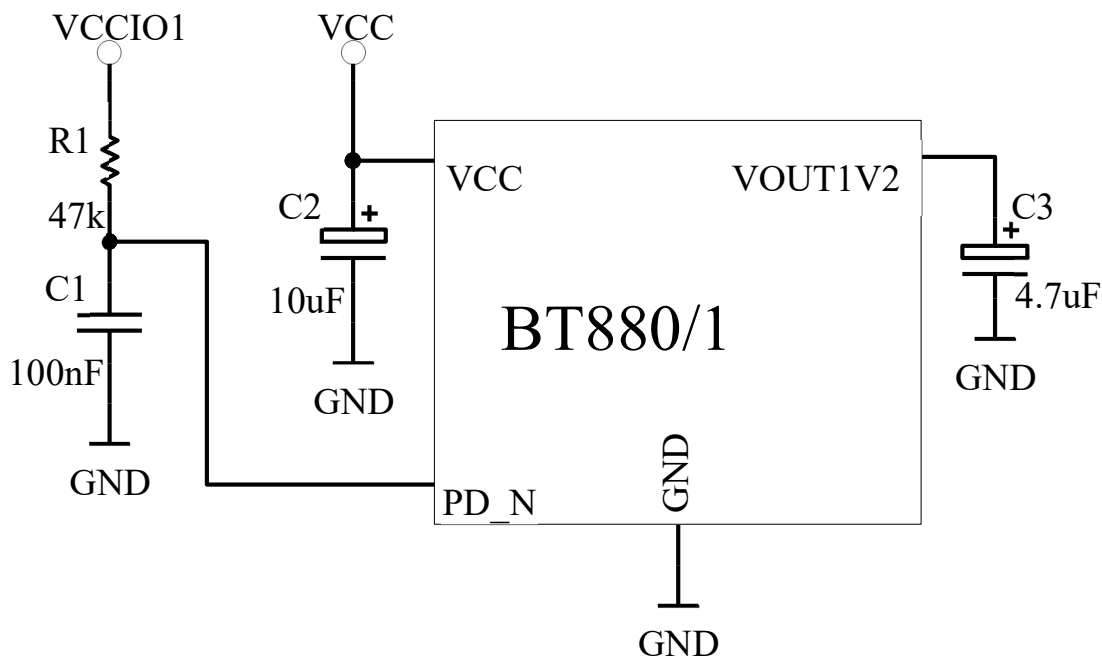 VCCIO1
VCC
R1
47k
C1
100nF
GND
C2
+
10uF
GND
VCC
VOUT1V2
BT880/1
PD_N
GND
GND
C3
+
4.7uF
GND